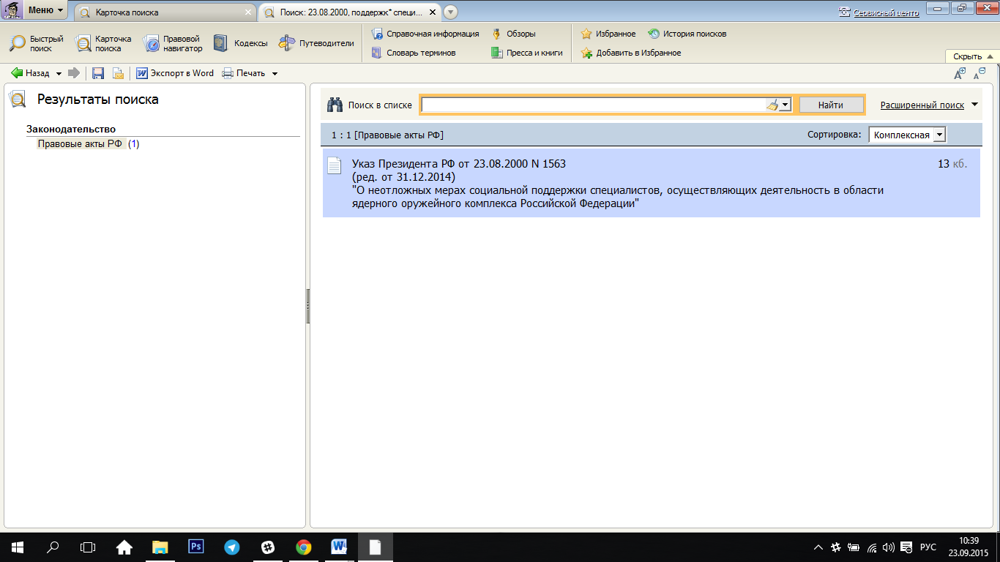 Меню
Карточка поиска
Поиск: 23.08.2000, поддержк* специ...
Сервисный центр
Быстрый поиск
Карточка поиска
Правовой навигатор
Кодексы
Путеводители
Справочная информация
Обзоры
Словарь терминов
Пресса и книги
Избранное
История поисков
Добавить в Избранное
Скрыть
Назад
Экспорт в Word
Печать
Результаты поиска
Законодательство
Правовые акты РФ (1)
Поиск в списке
Найти
Расширенный поиск
1 : 1 [Правовые акты РФ]
Сортировка: Комплексная
Указ Президента РФ от 23.08.2000 N 1563
13 кб.
(ред. от 31.12.2014)
"О неотложных мерах социальной поддержки специалистов, осуществляющих деятельность в области
ядерного оружейного комплекса Российской Федерации"
РУС
10:39
23.09.2015